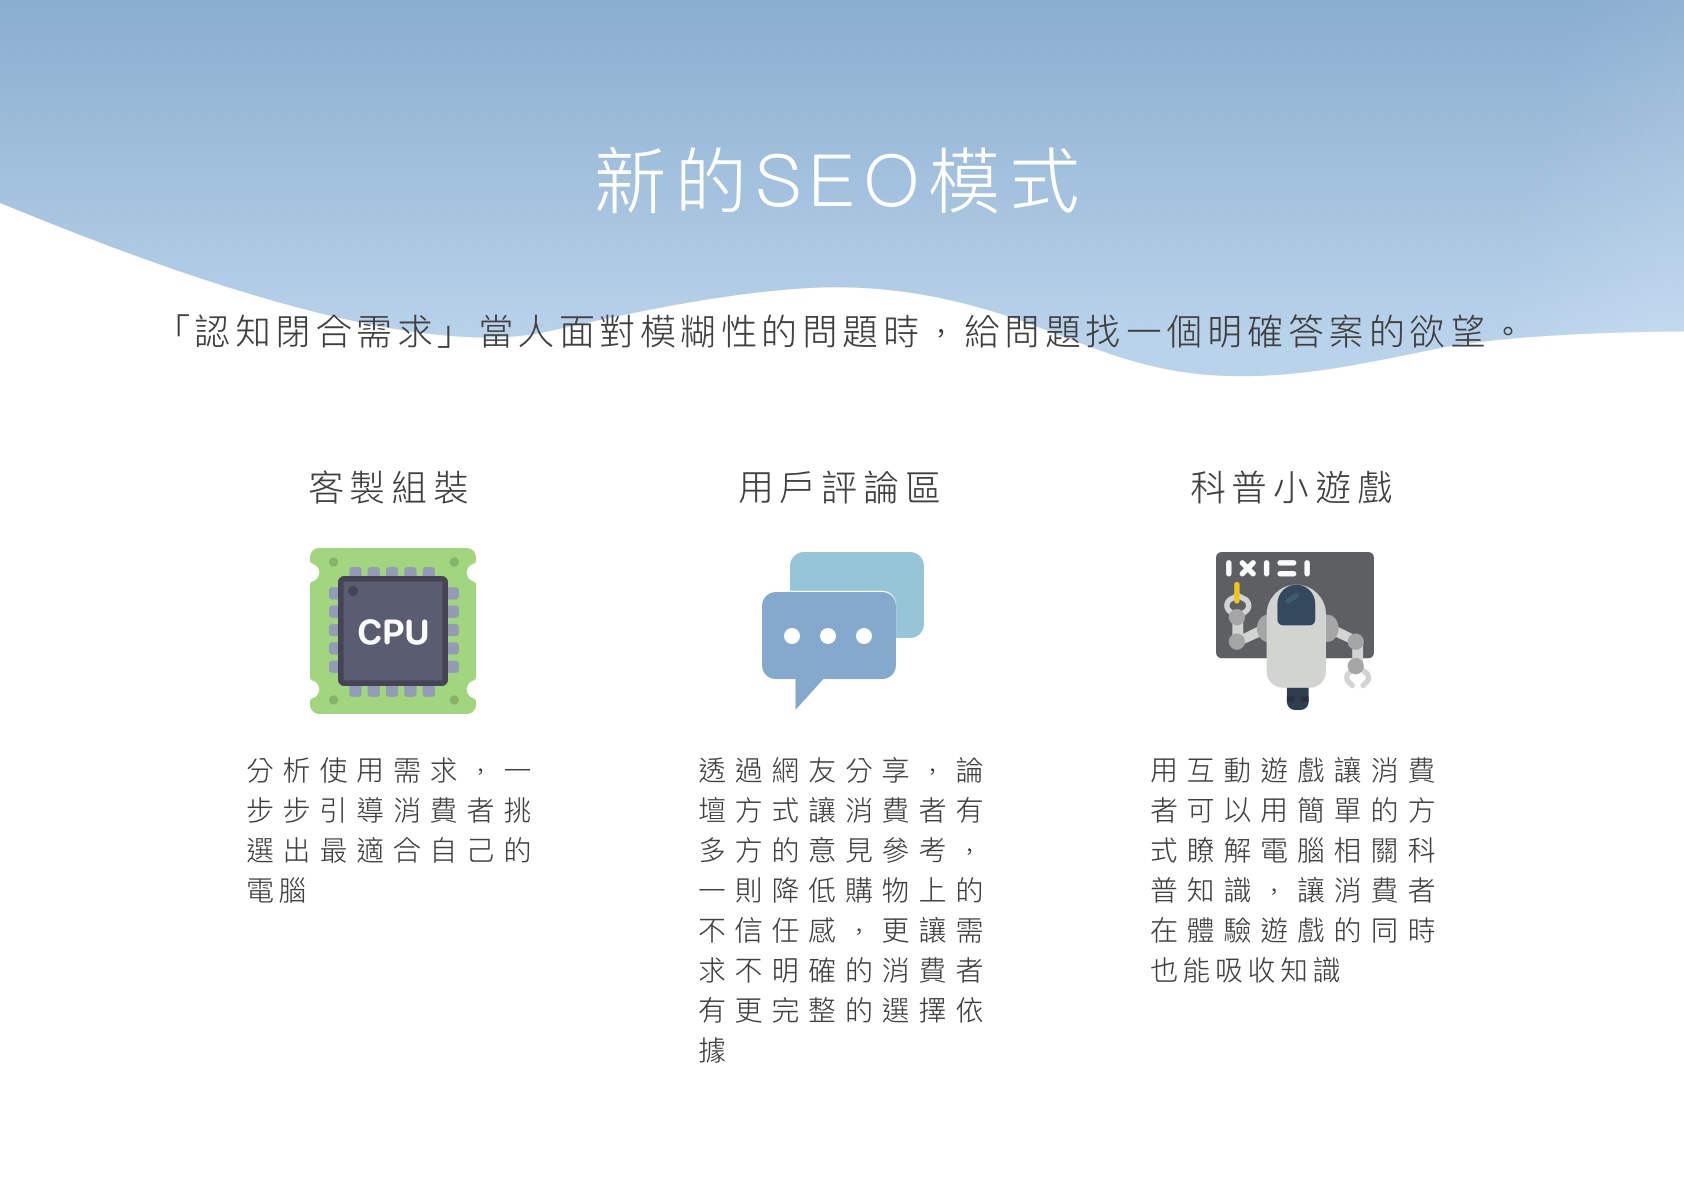 新的SEO模式
「認知閉合需求」當人面對模糊性的問題時，給問題找一個明確答案的欲望。
客製組裝
CPU
分析使用需求，一
步步引導消費者挑
選出最適合自己的
電腦
用戶評論區
透過網友分享，論
壇方式讓消費者有
多方的意見參考，
一則降低購物上的
不信任感，更讓需
求不明確的消費者
有更完整的選擇依
據
科普小遊戲
用互動遊戲讓消費
者可以用簡單的方
式瞭解電腦相關科
普知識，讓消費者
在體驗遊戲的同時
也能吸收知識